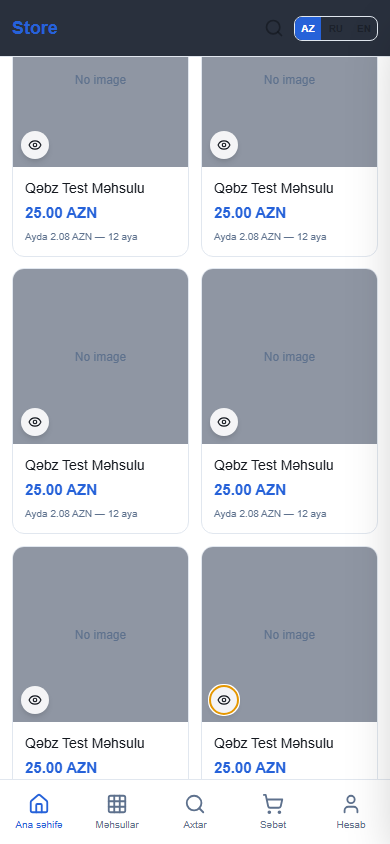 Store
AZ RU EN
No image No image
Qəbz Test Məhsulu Qəbz Test Məhsulu
25.00 AZN 25.00 AZN
Ayda 2.08 AZN — 12 aya Ayda 2.08 AZN — 12 aya
No image No image
Qəbz Test Məhsulu Qəbz Test Məhsulu
25.00 AZN 25.00 AZN
Ayda 2.08 AZN — 12 aya Ayda 2.08 AZN — 12 aya
No image No image
Qəbz Test Məhsulu Qəbz Test Məhsulu
25.00 AZN 25.00 AZN
Ana səhifə Məhsullar Axtar Səbət Hesab